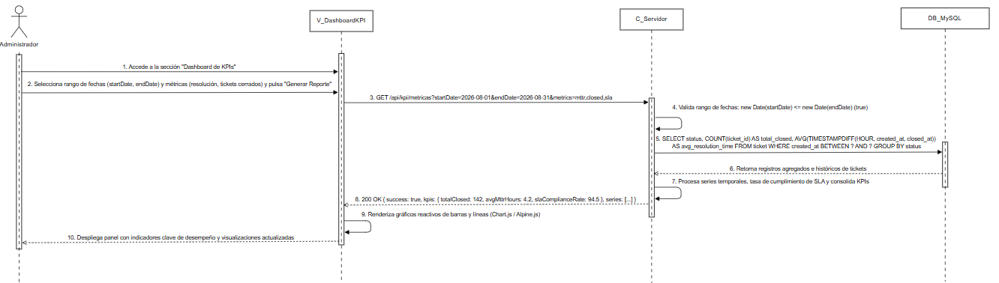 V_DashboardKPI
C_Servidor
DB_MySQL
Administrador
1. Accede a la sección "Dashboard de KPIs"
2. Selecciona rango de fechas (startDate, endDate) y métricas (resolución, tickets cerrados) y pulsa "Generar Reporte"
3. GET /api/kpi/metricas?startDate=2026-08-01&endDate=2026-08-31&metrics=mttr,closed,sla
4. Valida rango de fechas: new Date(startDate) <= new Date(endDate) (true)
5. SELECT status, COUNT(ticket_id) AS total_closed, AVG(TIMESTAMPDIFF(HOUR, created_at, closed_at))
AS avg_resolution_time FROM ticket WHERE created_at BETWEEN ? AND ? GROUP BY status
6. Retorna registros agregados e históricos de tickets
7. Procesa series temporales, tasa de cumplimiento de SLA y consolida KPIs
8. 200 OK { success: true, kpis: { totalClosed: 142, avgMttrHours: 4.2, slaComplianceRate: 94.5 }, series: [...] }
9. Renderiza gráficos reactivos de barras y líneas (Chart.js / Alpine.js)
10. Despliega panel con indicadores clave de desempeño y visualizaciones actualizadas